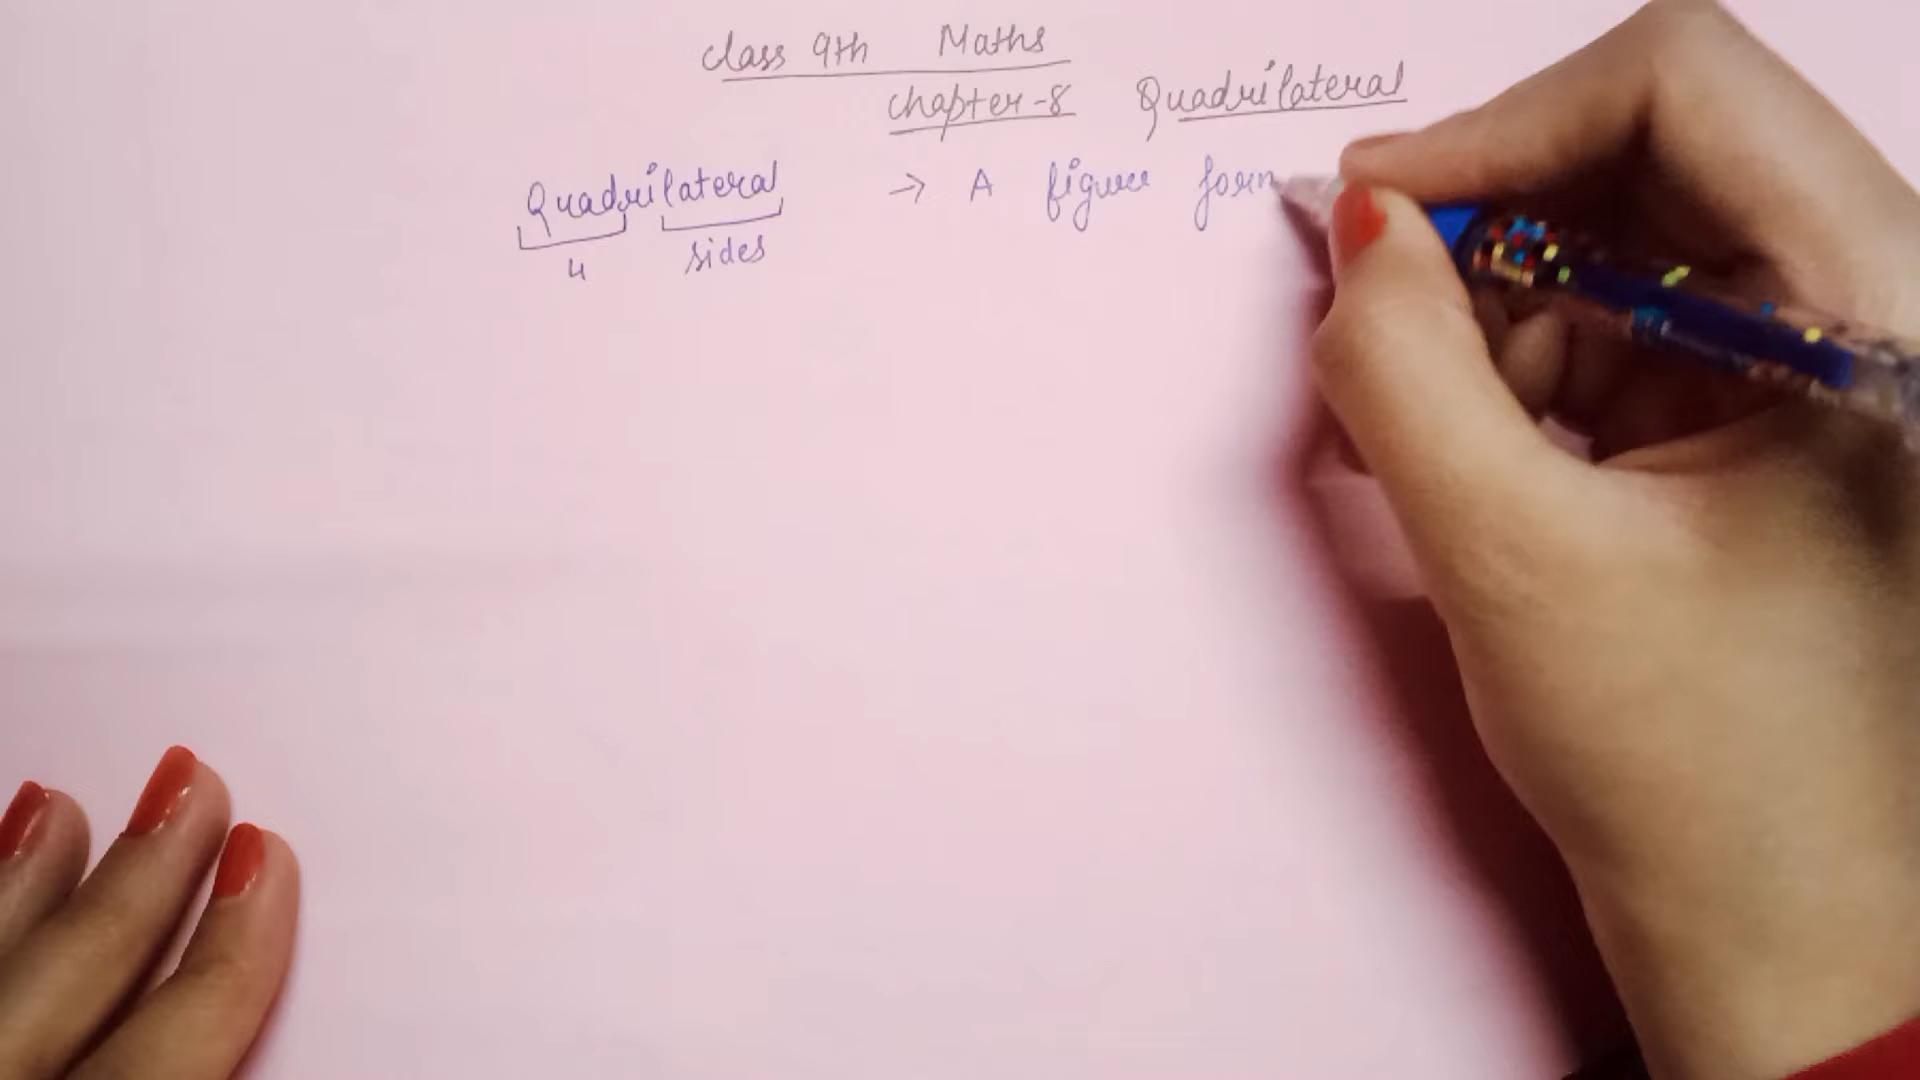 class 9th Maths
chapter-8 Quadrilateral
Quadrilateral → A figure form
4 sides